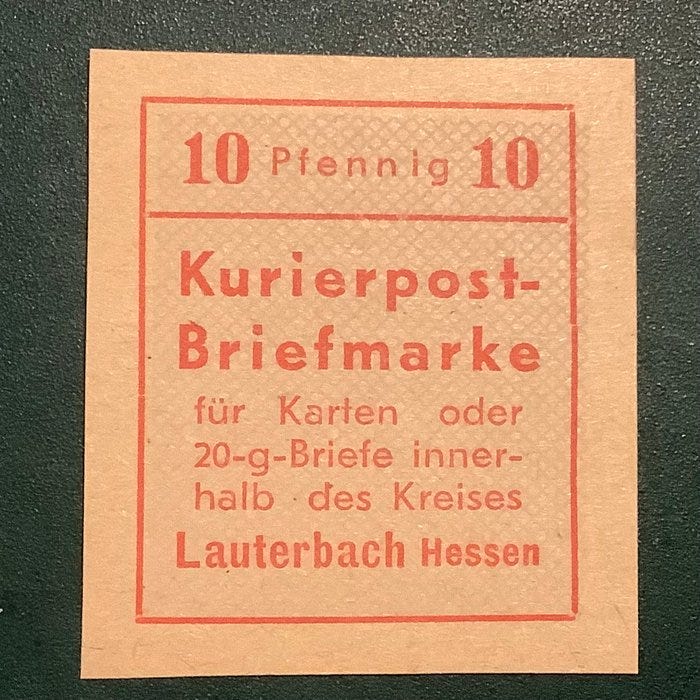 10 Pfennig 10
Kurierpost-
Briefmarke
für Karten oder
20-g-Briefe inner-
halb des Kreises
Lauterbach Hessen